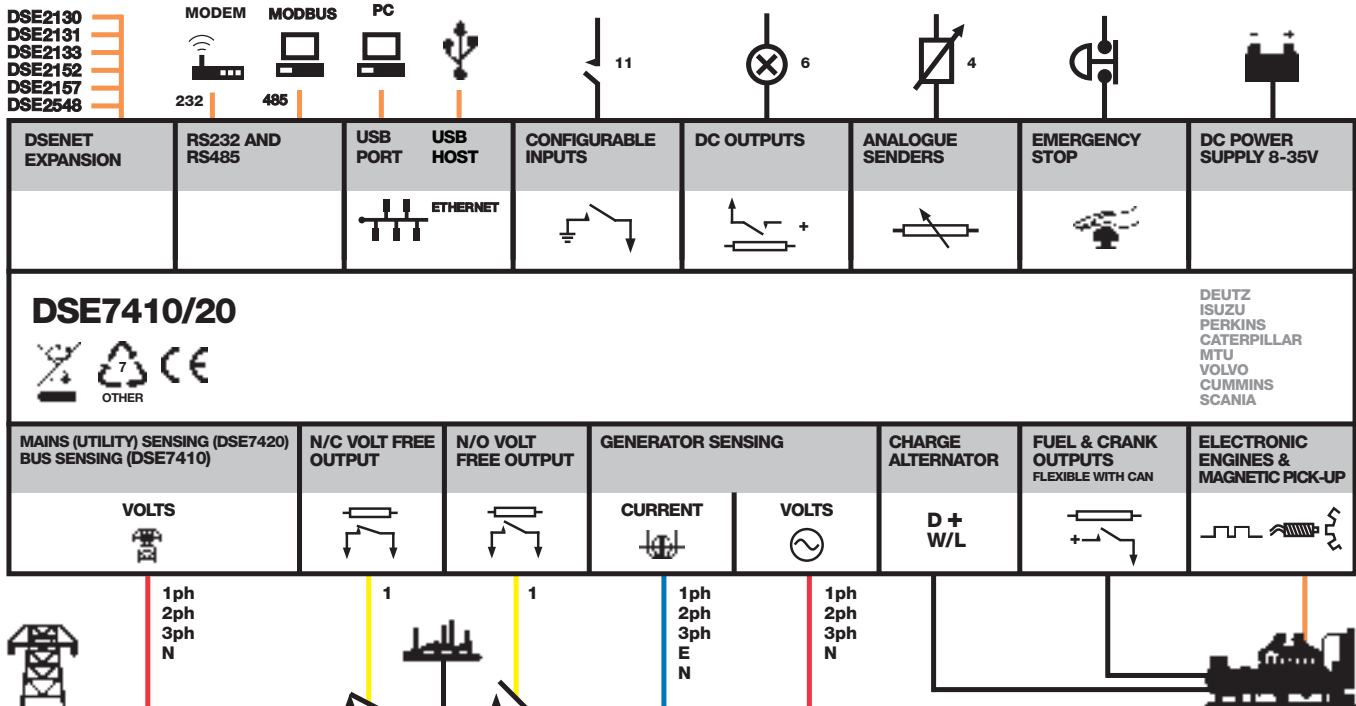 DSE2130
DSE2131
DSE2133
DSE2152
DSE2157
DSE2548
MODEM
232
MODBUS
485
PC
11
6
4
- +
DSENET
EXPANSION
RS232 AND
RS485
USB
PORT
USB
HOST
ETHERNET
CONFIGURABLE
INPUTS
DC OUTPUTS
+
ANALOGUE
SENDERS
EMERGENCY
STOP
DC POWER
SUPPLY 8-35V
DSE7410/20
7
OTHER
CE
DEUTZ
ISUZU
PERKINS
CATERPILLAR
MTU
VOLVO
CUMMINS
SCANIA
MAINS (UTILITY) SENSING (DSE7420)
BUS SENSING (DSE7410)
VOLTS
N/C VOLT FREE
OUTPUT
N/O VOLT
FREE OUTPUT
GENERATOR SENSING
CURRENT
VOLTS
CHARGE
ALTERNATOR
D +
W/L
FUEL & CRANK
OUTPUTS
FLEXIBLE WITH CAN
+
ELECTRONIC
ENGINES &
MAGNETIC PICK-UP
1ph
2ph
3ph
N
1
1
1ph
2ph
3ph
E
N
1ph
2ph
3ph
N